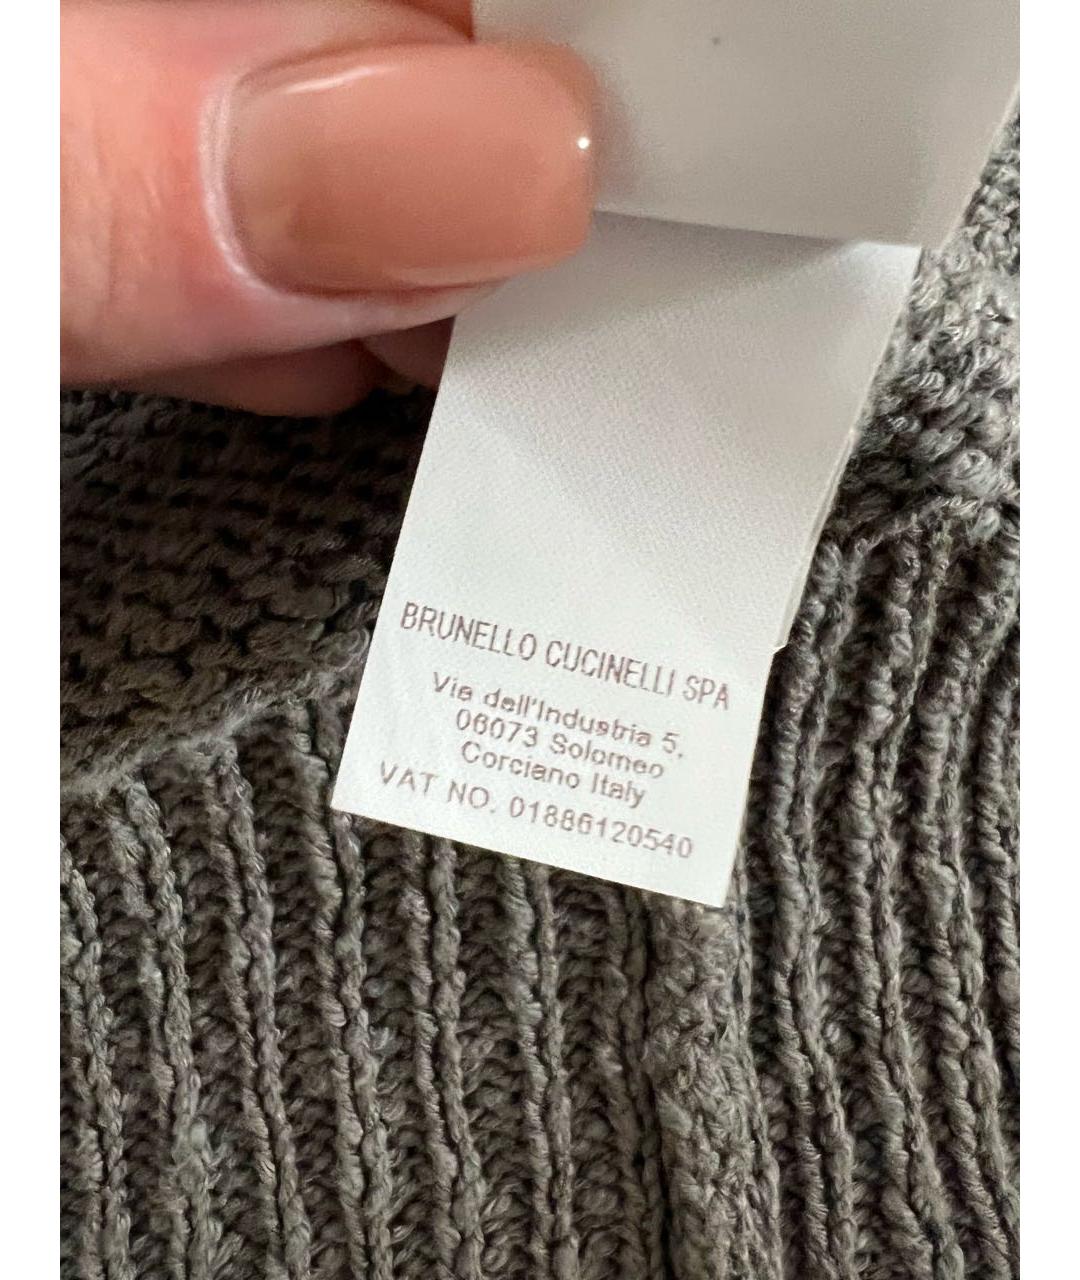 BRUNELLO CUCINELLI SPA
Via dell'Industria 5,
06073 Solomeo
Corciano Italy
VAT NO. 01886120540